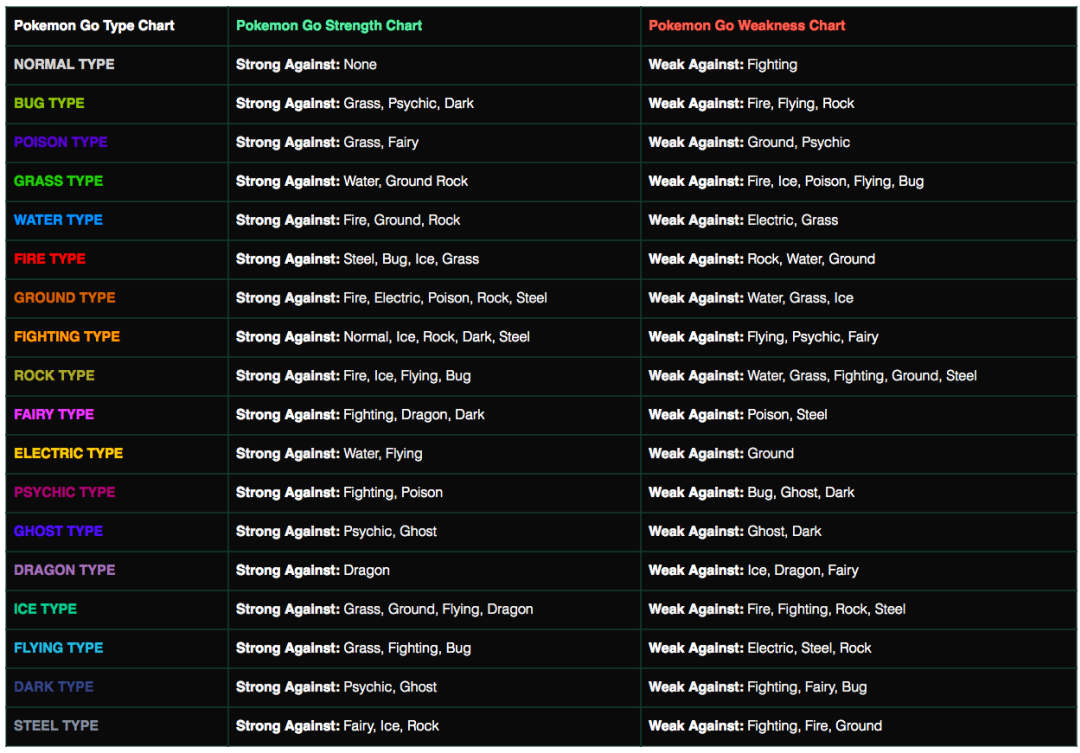 Pokemon Go Type Chart Pokemon Go Strength Chart Pokemon Go Weakness Chart
NORMAL TYPE Strong Against: None Weak Against: Fighting
BUG TYPE Strong Against: Grass, Psychic, Dark Weak Against: Fire, Flying, Rock
POISON TYPE Strong Against: Grass, Fairy Weak Against: Ground, Psychic
GRASS TYPE Strong Against: Water, Ground Rock Weak Against: Fire, Ice, Poison, Flying, Bug
WATER TYPE Strong Against: Fire, Ground, Rock Weak Against: Electric, Grass
FIRE TYPE Strong Against: Steel, Bug, Ice, Grass Weak Against: Rock, Water, Ground
GROUND TYPE Strong Against: Fire, Electric, Poison, Rock, Steel Weak Against: Water, Grass, Ice
FIGHTING TYPE Strong Against: Normal, Ice, Rock, Dark, Steel Weak Against: Flying, Psychic, Fairy
ROCK TYPE Strong Against: Fire, Ice, Flying, Bug Weak Against: Water, Grass, Fighting, Ground, Steel
FAIRY TYPE Strong Against: Fighting, Dragon, Dark Weak Against: Poison, Steel
ELECTRIC TYPE Strong Against: Water, Flying Weak Against: Ground
PSYCHIC TYPE Strong Against: Fighting, Poison Weak Against: Bug, Ghost, Dark
GHOST TYPE Strong Against: Psychic, Ghost Weak Against: Ghost, Dark
DRAGON TYPE Strong Against: Dragon Weak Against: Ice, Dragon, Fairy
ICE TYPE Strong Against: Grass, Ground, Flying, Dragon Weak Against: Fire, Fighting, Rock, Steel
FLYING TYPE Strong Against: Grass, Fighting, Bug Weak Against: Electric, Steel, Rock
DARK TYPE Strong Against: Psychic, Ghost Weak Against: Fighting, Fairy, Bug
STEEL TYPE Strong Against: Fairy, Ice, Rock Weak Against: Fighting, Fire, Ground